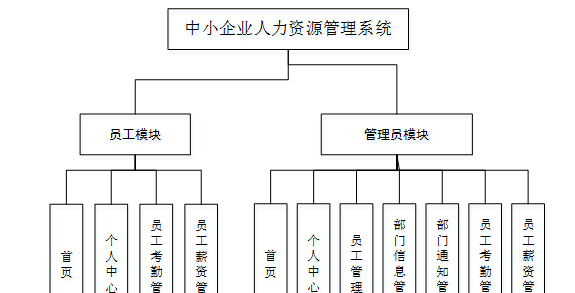 中小企业人力资源管理系统
员工模块
管理员模块
首页
个人中心
员工考勤管
员工薪资管
首页
个人中心
员工管理
部门信息管
部门通知管
员工考勤管
员工薪资管